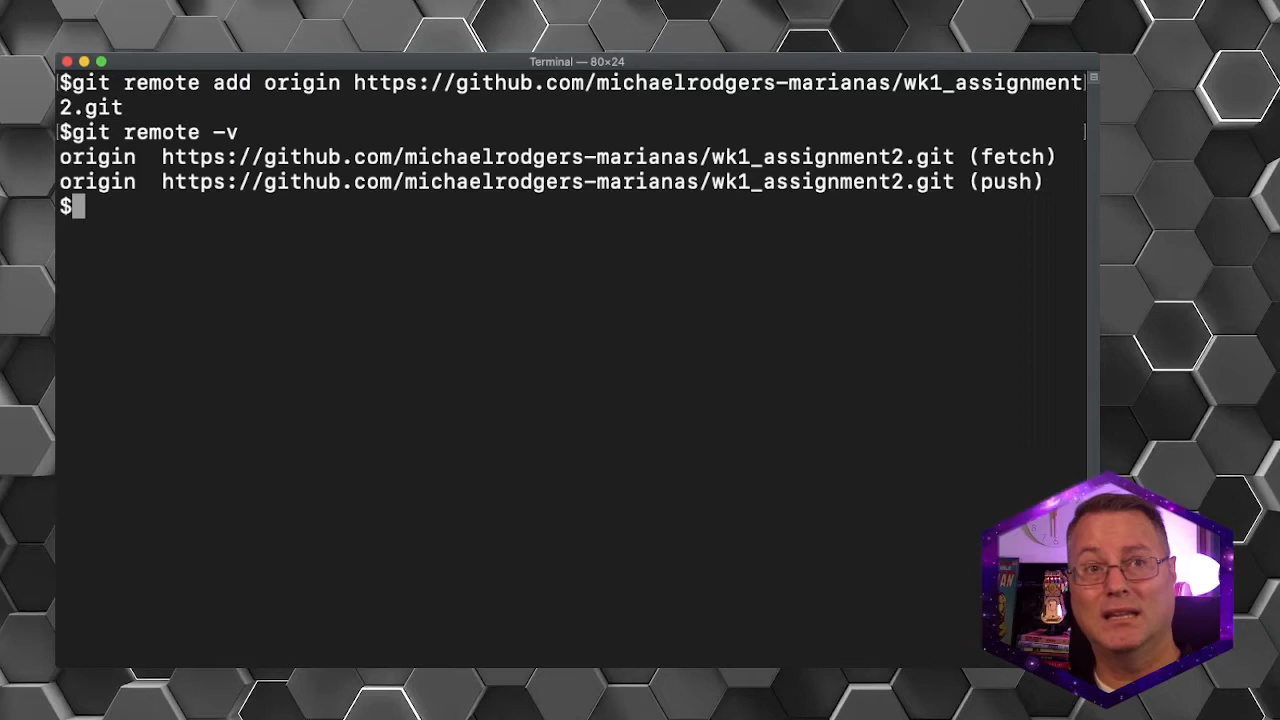 Terminal — 80×24
$git remote add origin https://github.com/michaelrodgers-marianas/wk1_assignment
2.git
$git remote -v
origin  https://github.com/michaelrodgers-marianas/wk1_assignment2.git (fetch)
origin  https://github.com/michaelrodgers-marianas/wk1_assignment2.git (push)
$